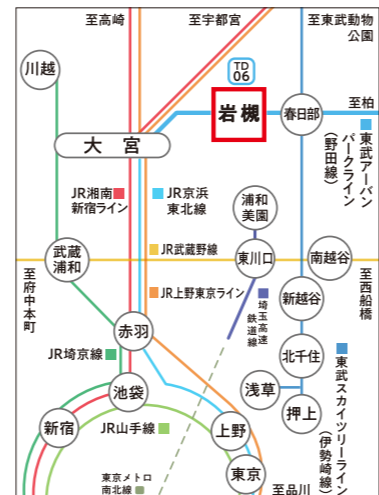 至高崎
至宇都宮
至東武動物
公園
川越
TD
06
岩槻
春日部
至柏
大宮
東武アーバン
パークライン
(野田線)
JR湘南
新宿ライン
JR京浜
東北線
浦和
美園
武蔵
浦和
JR武蔵野線
東川口
南越谷
至府中本町
至西船橋
JR上野東京ライン
埼玉高速
鉄道線
新越谷
赤羽
JR埼京線
北千住
池袋
浅草
押上
東武スカイツリーライン
(伊勢崎線)
新宿
JR山手線
上野
東京メトロ
南北線
東京
至品川